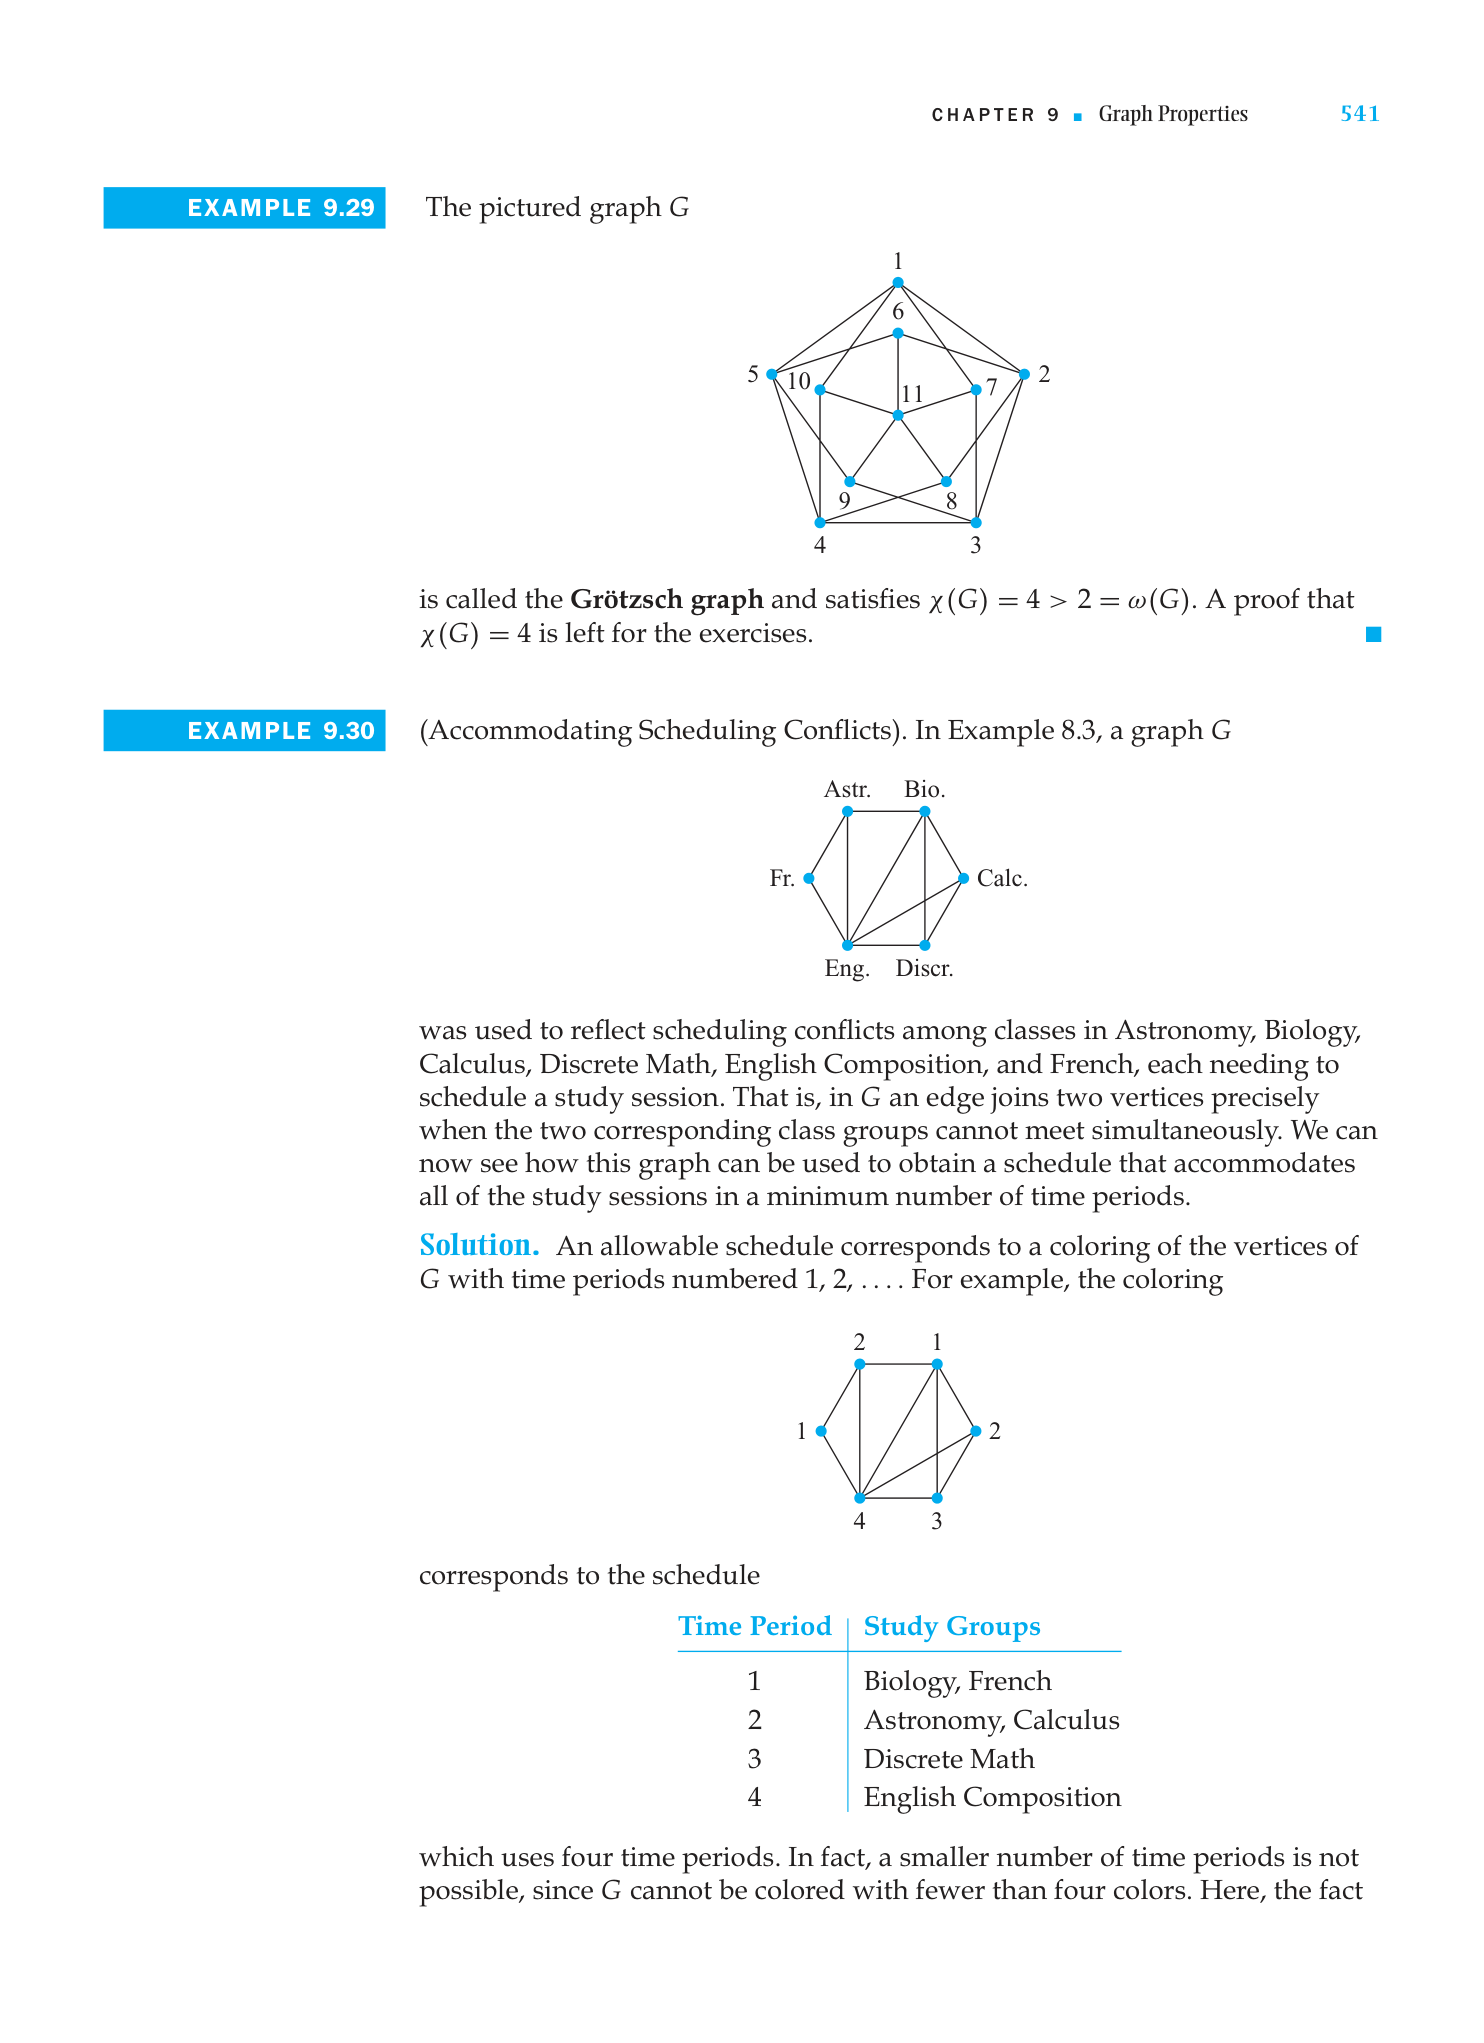 CHAPTER 9 ■ Graph Properties 541
EXAMPLE 9.29 The pictured graph G
1
6
5 10 11 7 2
9 8
4 3
is called the Grötzsch graph and satisfies χ(G) = 4 > 2 = ω(G). A proof that
χ(G) = 4 is left for the exercises. ■
EXAMPLE 9.30 (Accommodating Scheduling Conflicts). In Example 8.3, a graph G
Astr. Bio.
Fr. Calc.
Eng. Discr.
was used to reflect scheduling conflicts among classes in Astronomy, Biology,
Calculus, Discrete Math, English Composition, and French, each needing to
schedule a study session. That is, in G an edge joins two vertices precisely
when the two corresponding class groups cannot meet simultaneously. We can
now see how this graph can be used to obtain a schedule that accommodates
all of the study sessions in a minimum number of time periods.
Solution. An allowable schedule corresponds to a coloring of the vertices of
G with time periods numbered 1, 2, . . . . For example, the coloring
2 1
1 2
4 3
corresponds to the schedule
Time Period Study Groups
1 Biology, French
2 Astronomy, Calculus
3 Discrete Math
4 English Composition
which uses four time periods. In fact, a smaller number of time periods is not
possible, since G cannot be colored with fewer than four colors. Here, the fact